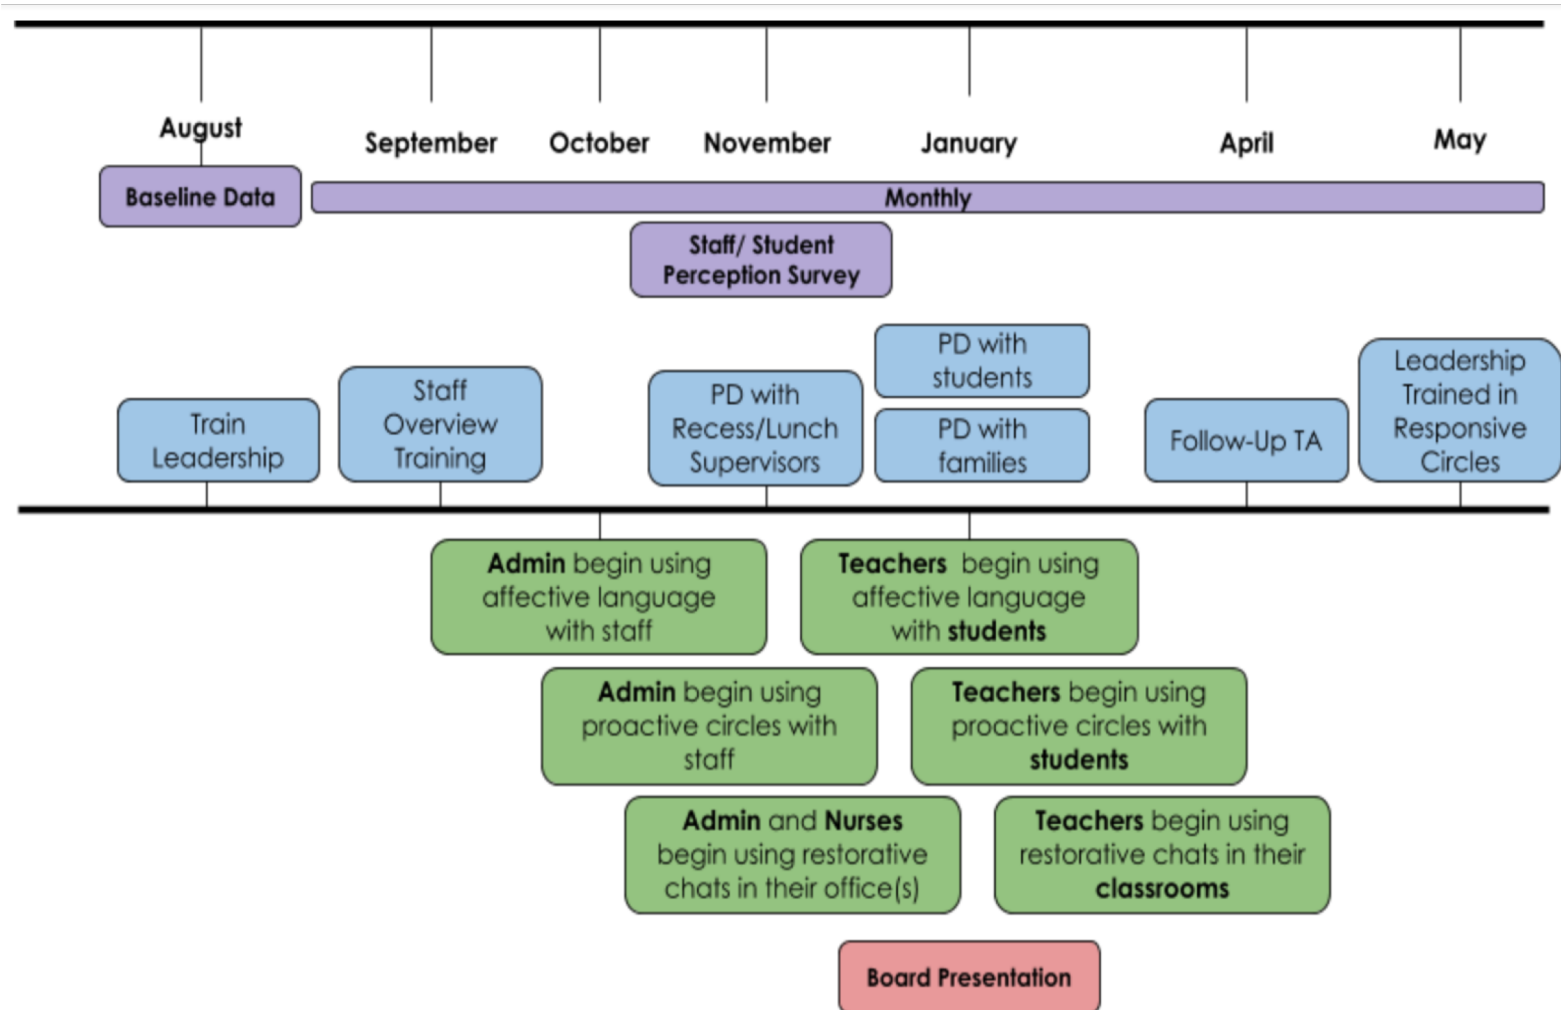 August
September
October
November
January
April
May
Baseline Data
Monthly
Staff/ Student
Perception Survey
Train
Leadership
Staff
Overview
Training
PD with
Recess/Lunch
Supervisors
PD with
students
PD with
families
Follow-Up TA
Leadership
Trained in
Responsive
Circles
Admin begin using
affective language
with staff
Teachers begin using
affective language
with students
Admin begin using
proactive circles with
staff
Teachers begin using
proactive circles with
students
Admin and Nurses
begin using restorative
chats in their office(s)
Teachers begin using
restorative chats in their
classrooms
Board Presentation